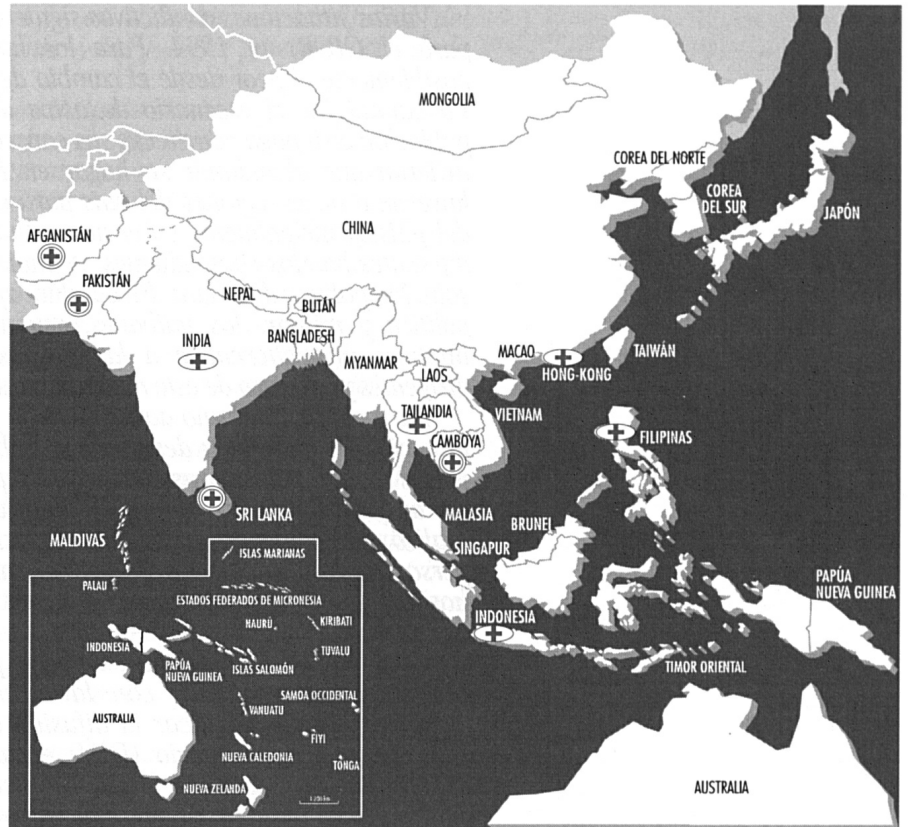 MONGOLIA
COREA DEL NORTE
COREA
DEL SUR
JAPÓN
CHINA
AFGANISTÁN
PAKISTÁN
NEPAL
BUTÁN
BANGLADESH
INDIA
MYANMAR
LAOS
MACAO
HONG-KONG
TAIWÁN
VIETNAM
TAILANDIA
CAMBOYA
FILIPINAS
SRI LANKA
MALDIVAS
MALASIA
BRUNEI
SINGAPUR
INDONESIA
PAPÚA
NUEVA GUINEA
TIMOR ORIENTAL
AUSTRALIA
ISLAS MARIANAS
PALAU
ESTADOS FEDERADOS DE MICRONESIA
NAURÚ
KIRIBATI
INDONESIA
PAPÚA
NUEVA GUINEA
ISLAS SALOMÓN
TUVALU
SAMOA OCCIDENTAL
AUSTRALIA
VANUATU
FIYI
NUEVA CALEDONIA
TONGA
NUEVA ZELANDA